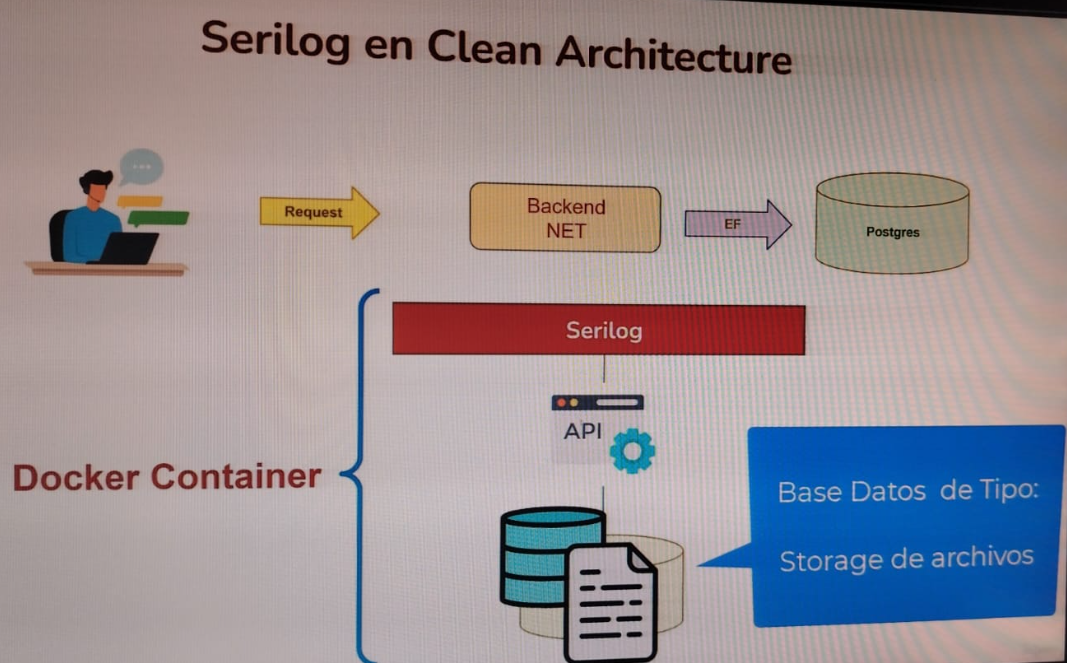 Serilog en Clean Architecture
Request
Backend
NET
EF
Postgres
Serilog
API
Docker Container
Base Datos de Tipo:
Storage de archivos